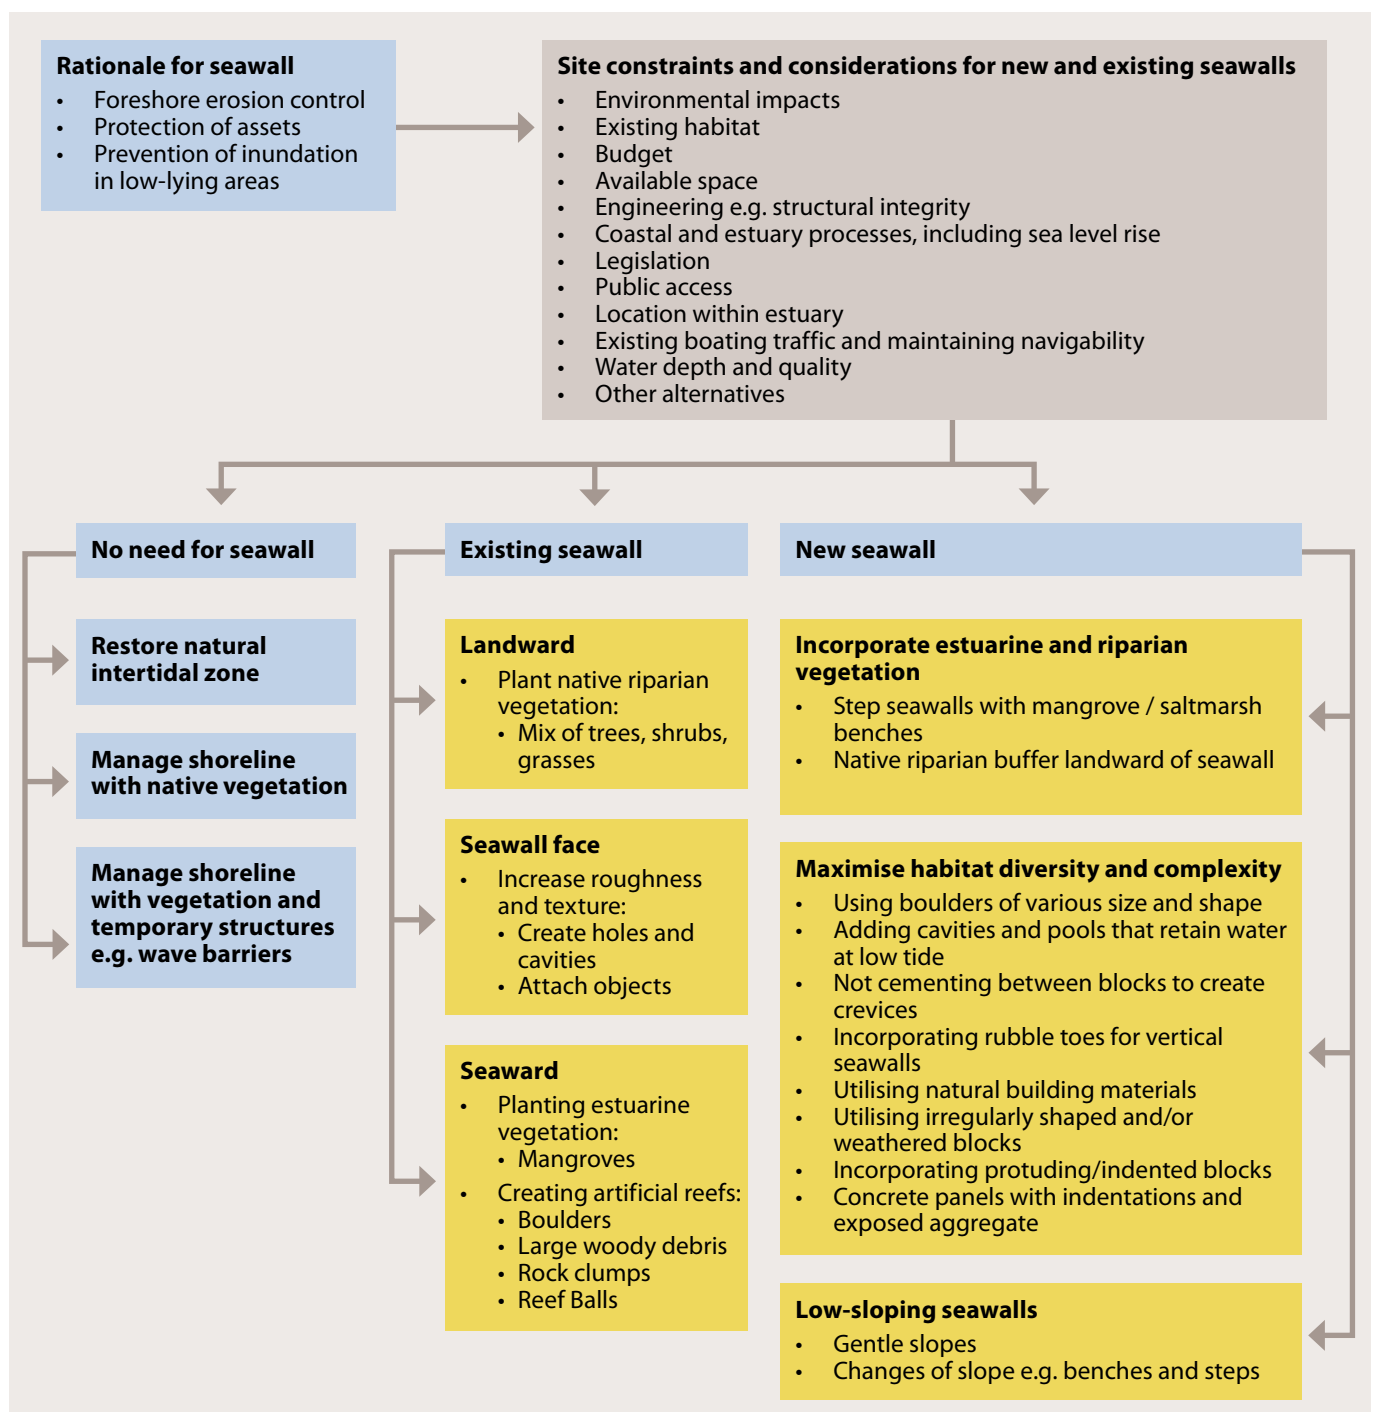 Rationale for seawall
• Foreshore erosion control
• Protection of assets
• Prevention of inundation
in low-lying areas
Site constraints and considerations for new and existing seawalls
• Environmental impacts
• Existing habitat
• Budget
• Available space
• Engineering e.g. structural integrity
• Coastal and estuary processes, including sea level rise
• Legislation
• Public access
• Location within estuary
• Existing boating traffic and maintaining navigability
• Water depth and quality
• Other alternatives
No need for seawall
Restore natural
intertidal zone
Manage shoreline
with native vegetation
Manage shoreline
with vegetation and
temporary structures
e.g. wave barriers
Existing seawall
Landward
• Plant native riparian
vegetation:
• Mix of trees, shrubs,
grasses
Seawall face
• Increase roughness
and texture:
• Create holes and
cavities
• Attach objects
Seaward
• Planting estuarine
vegetation:
• Mangroves
• Creating artificial reefs:
• Boulders
• Large woody debris
• Rock clumps
• Reef Balls
New seawall
Incorporate estuarine and riparian
vegetation
• Step seawalls with mangrove / saltmarsh
benches
• Native riparian buffer landward of seawall
Maximise habitat diversity and complexity
• Using boulders of various size and shape
• Adding cavities and pools that retain water
at low tide
• Not cementing between blocks to create
crevices
• Incorporating rubble toes for vertical
seawalls
• Utilising natural building materials
• Utilising irregularly shaped and/or
weathered blocks
• Incorporating protuding/indented blocks
• Concrete panels with indentations and
exposed aggregate
Low-sloping seawalls
• Gentle slopes
• Changes of slope e.g. benches and steps